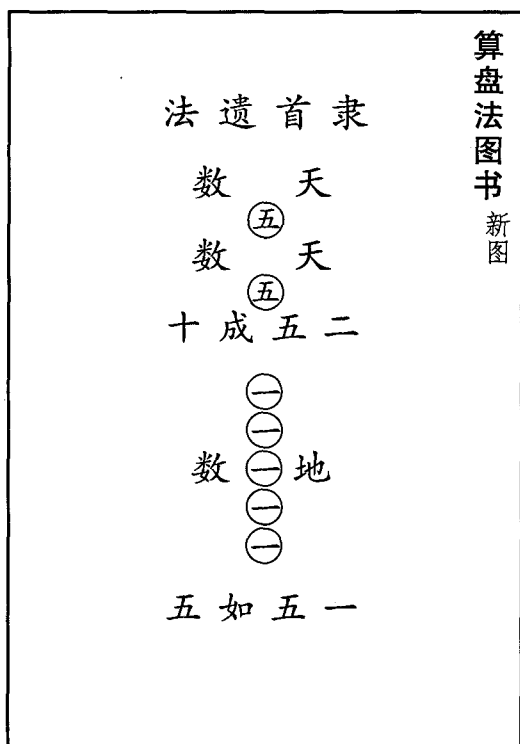 算盘法图书
新图
隶首遗法
天数
五
天数
五
二五成十
一
一
地一数
一
一
一五如五